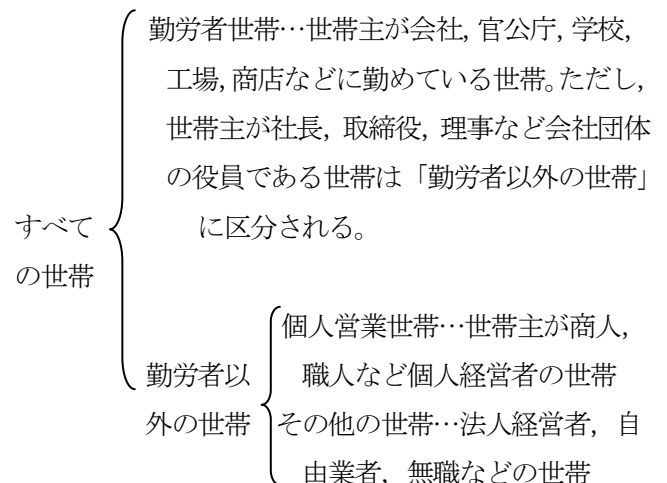 勤労者世帯…世帯主が会社，官公庁，学校，
工場，商店などに勤めている世帯。ただし，
世帯主が社長，取締役，理事など会社団体
の役員である世帯は「勤労者以外の世帯」
に区分される。
すべて
の世帯
個人営業世帯…世帯主が商人，
職人など個人経営者の世帯
勤労者以
外の世帯
その他の世帯…法人経営者，自
由業者，無職などの世帯